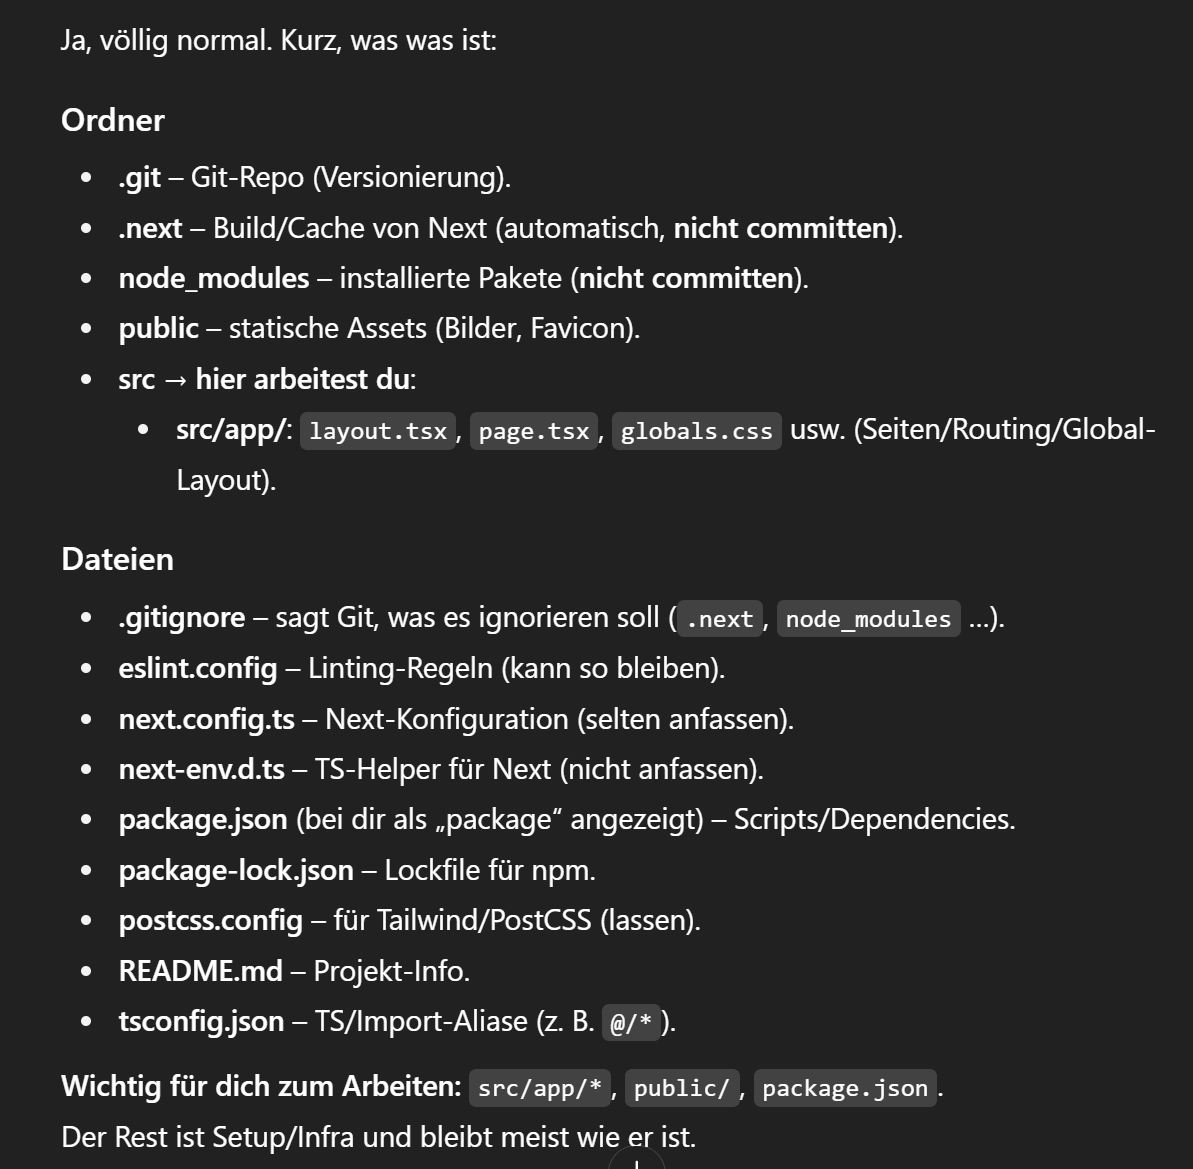 Ja, völlig normal. Kurz, was was ist:
Ordner
• .git – Git-Repo (Versionierung).
• .next – Build/Cache von Next (automatisch, nicht committen).
• node_modules – installierte Pakete (nicht committen).
• public – statische Assets (Bilder, Favicon).
• src → hier arbeitest du:
• src/app/: layout.tsx, page.tsx, globals.css usw. (Seiten/Routing/Global-
Layout).
Dateien
• .gitignore – sagt Git, was es ignorieren soll (.next, node_modules …).
• eslint.config – Linting-Regeln (kann so bleiben).
• next.config.ts – Next-Konfiguration (selten anfassen).
• next-env.d.ts – TS-Helper für Next (nicht anfassen).
• package.json (bei dir als „package“ angezeigt) – Scripts/Dependencies.
• package-lock.json – Lockfile für npm.
• postcss.config – für Tailwind/PostCSS (lassen).
• README.md – Projekt-Info.
• tsconfig.json – TS/Import-Aliase (z. B. @/*).
Wichtig für dich zum Arbeiten: src/app/*, public/, package.json.
Der Rest ist Setup/Infra und bleibt meist wie er ist.